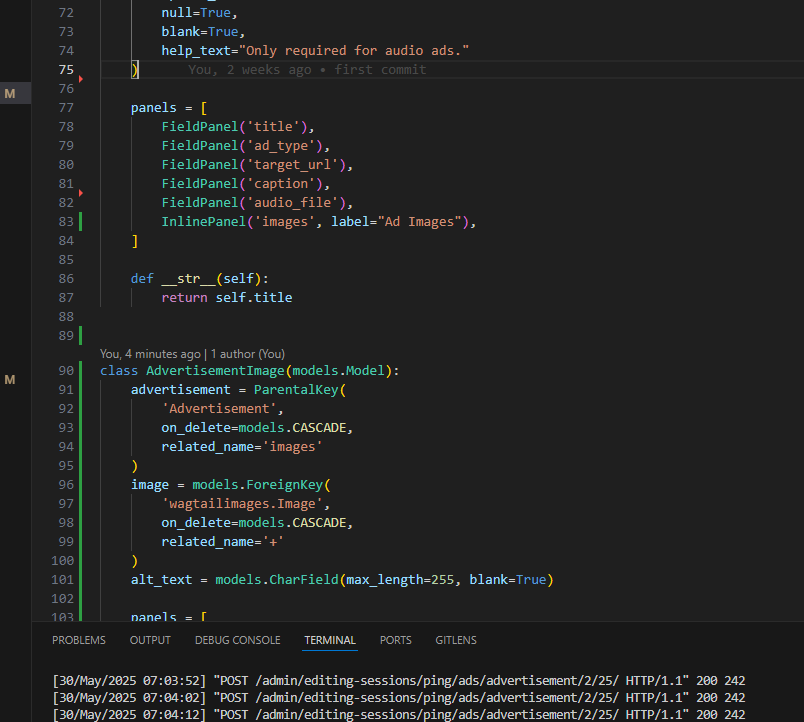 72 null=True,
73 blank=True,
74 help_text="Only required for audio ads."
75 ) You, 2 weeks ago • first commit
76
M
77 panels = [
78 FieldPanel('title'),
79 FieldPanel('ad_type'),
80 FieldPanel('target_url'),
81 FieldPanel('caption'),
82 FieldPanel('audio_file'),
83 InlinePanel('images', label="Ad Images"),
84 ]
85
86 def __str__(self):
87 return self.title
88
89
You, 4 minutes ago | 1 author (You)
90 class AdvertisementImage(models.Model):
M
91 advertisement = ParentalKey(
92 'Advertisement',
93 on_delete=models.CASCADE,
94 related_name='images'
95 )
96 image = models.ForeignKey(
97 'wagtailimages.Image',
98 on_delete=models.CASCADE,
99 related_name='+'
100 )
101 alt_text = models.CharField(max_length=255, blank=True)
102
103 panels = [
PROBLEMS OUTPUT DEBUG CONSOLE TERMINAL PORTS GITLENS
[30/May/2025 07:03:52] "POST /admin/editing-sessions/ping/ads/advertisement/2/25/ HTTP/1.1" 200 242
[30/May/2025 07:04:02] "POST /admin/editing-sessions/ping/ads/advertisement/2/25/ HTTP/1.1" 200 242
[30/May/2025 07:04:12] "POST /admin/editing-sessions/ping/ads/advertisement/2/25/ HTTP/1.1" 200 242